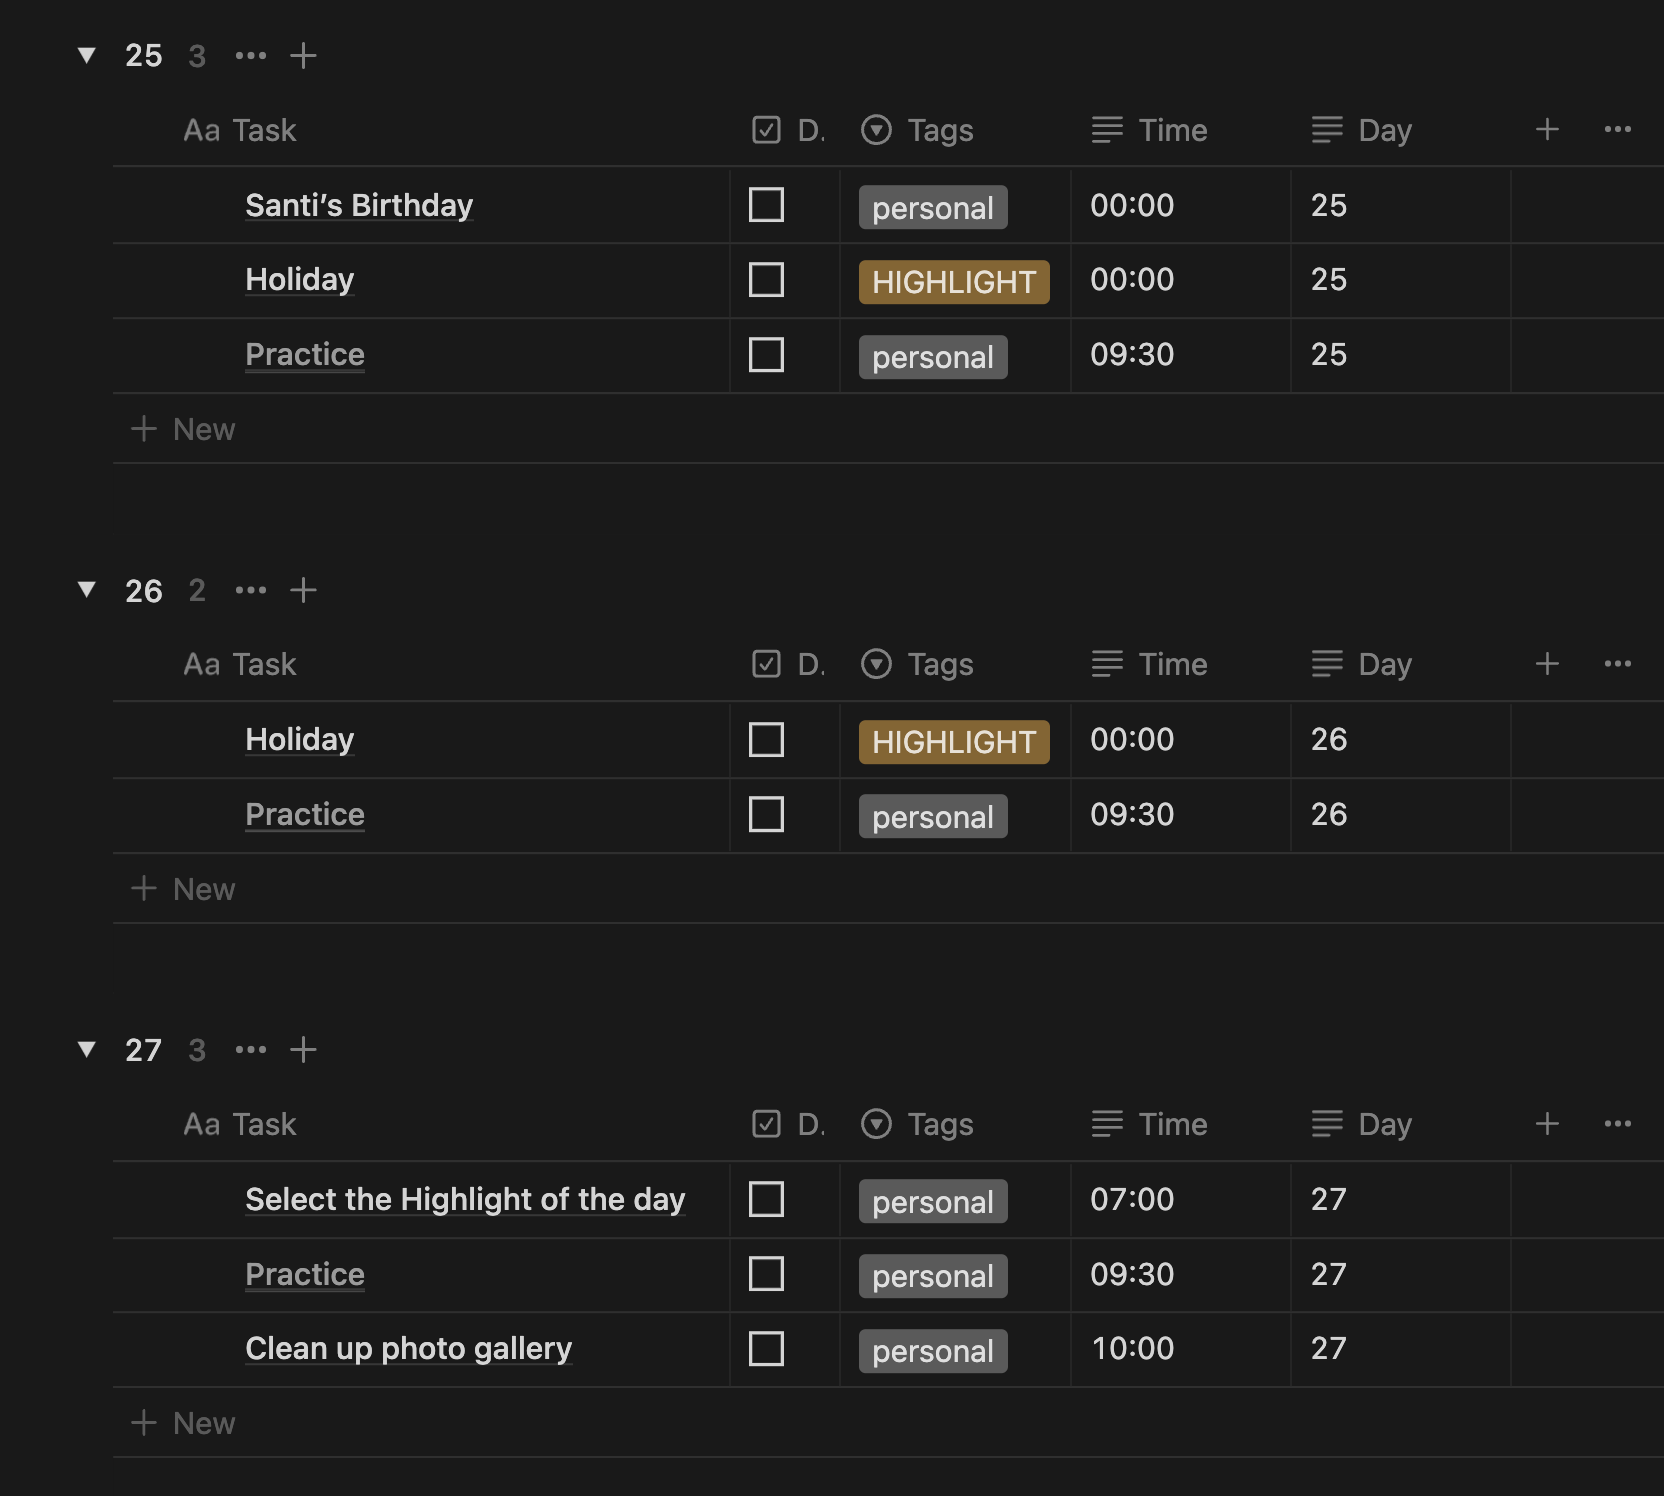 25 3
Aa Task D. Tags Time Day
Santi’s Birthday personal 00:00 25
Holiday HIGHLIGHT 00:00 25
Practice personal 09:30 25
New
26 2
Aa Task D. Tags Time Day
Holiday HIGHLIGHT 00:00 26
Practice personal 09:30 26
New
27 3
Aa Task D. Tags Time Day
Select the Highlight of the day personal 07:00 27
Practice personal 09:30 27
Clean up photo gallery personal 10:00 27
New